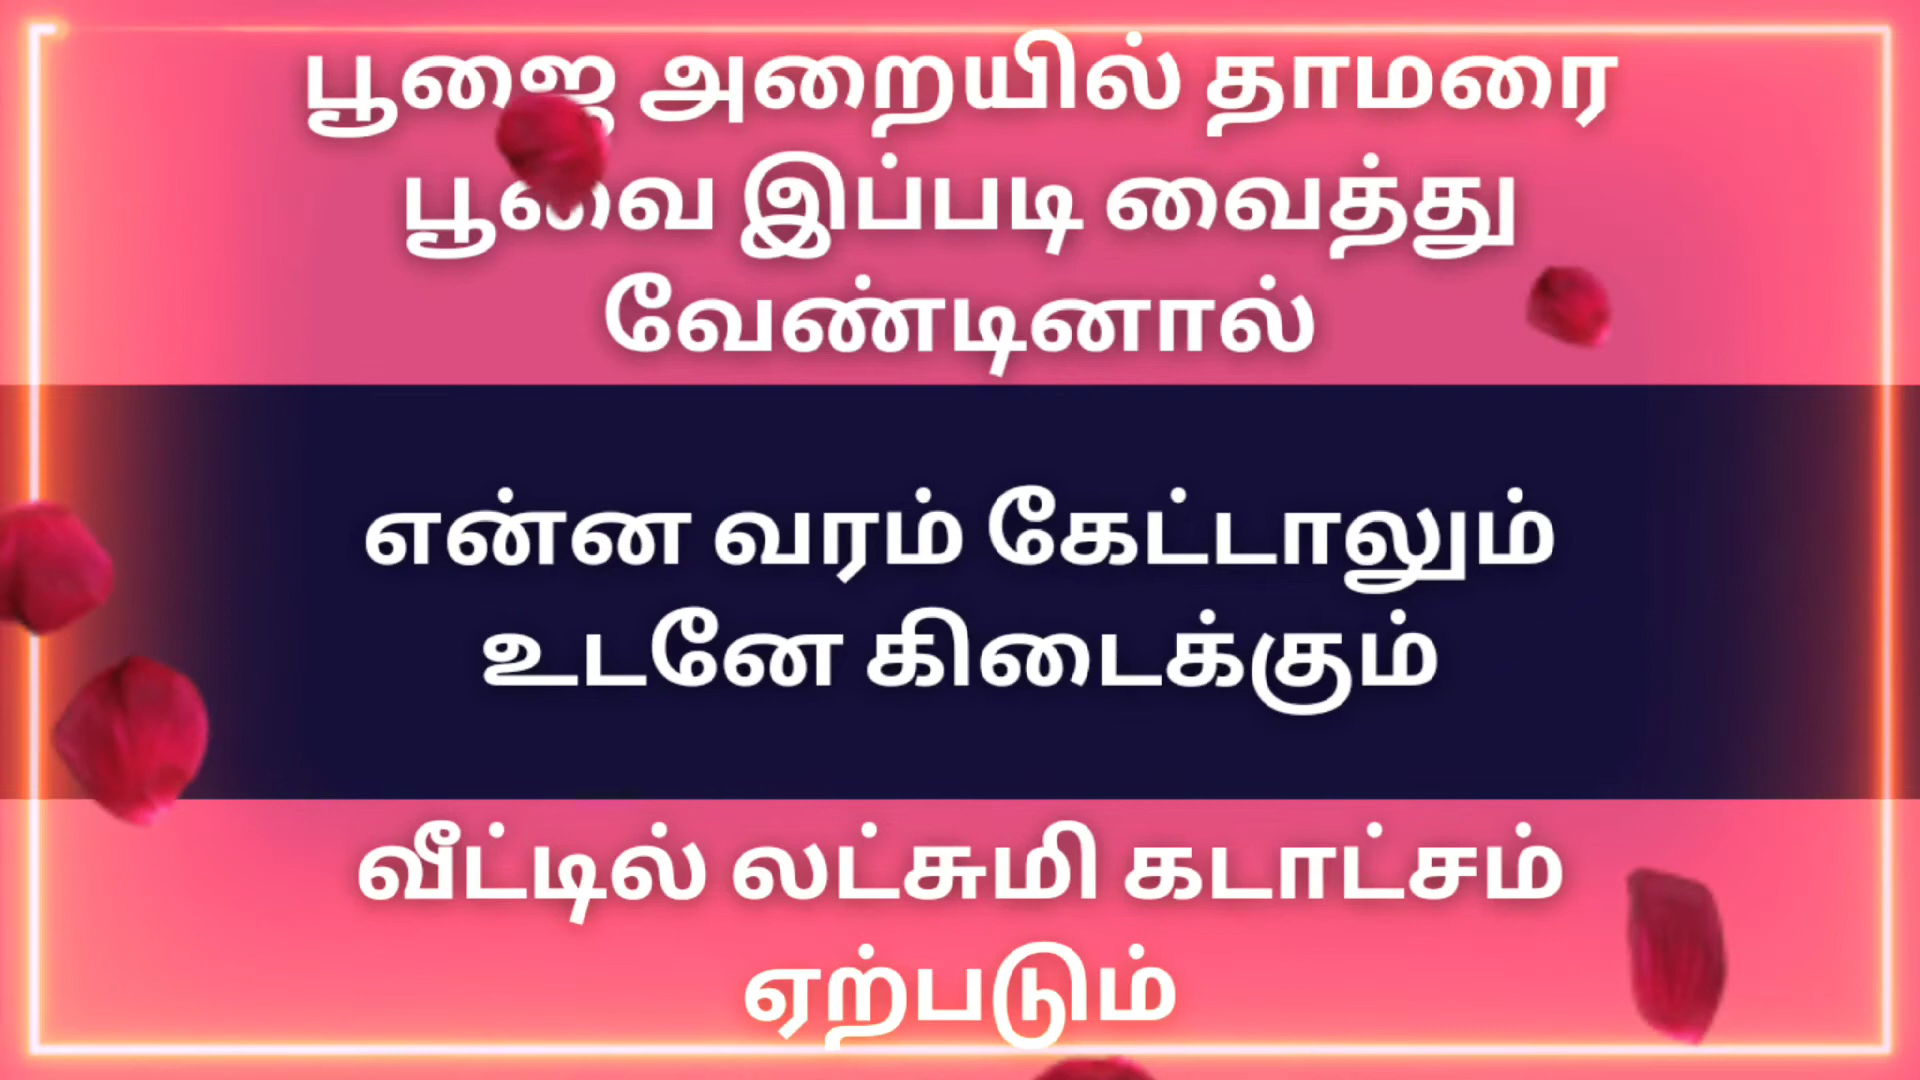 பூஜை அறையில் தாமரை
பூவை இப்படி வைத்து
வேண்டினால்
என்ன வரம் கேட்டாலும்
உடனே கிடைக்கும்
வீட்டில் லட்சுமி கடாட்சம்
ஏற்படும்